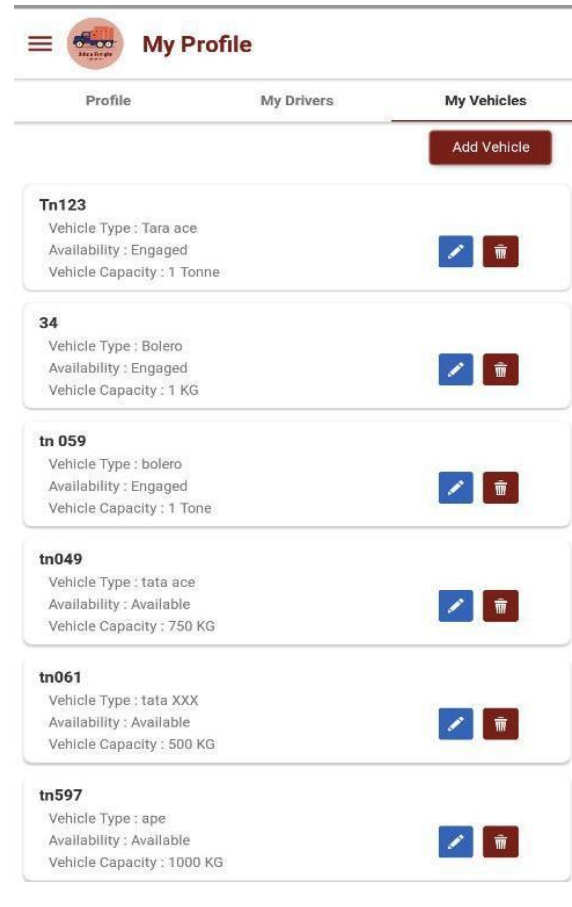 My Profile
Profile
My Drivers
My Vehicles
Add Vehicle
Tn123
Vehicle Type : Tara ace
Availability : Engaged
Vehicle Capacity : 1 Tonne
34
Vehicle Type : Bolero
Availability : Engaged
Vehicle Capacity : 1 KG
tn 059
Vehicle Type : bolero
Availability : Engaged
Vehicle Capacity : 1 Tone
tn049
Vehicle Type : tata ace
Availability : Available
Vehicle Capacity : 750 KG
tn061
Vehicle Type : tata XXX
Availability : Available
Vehicle Capacity : 500 KG
tn597
Vehicle Type : ape
Availability : Available
Vehicle Capacity : 1000 KG